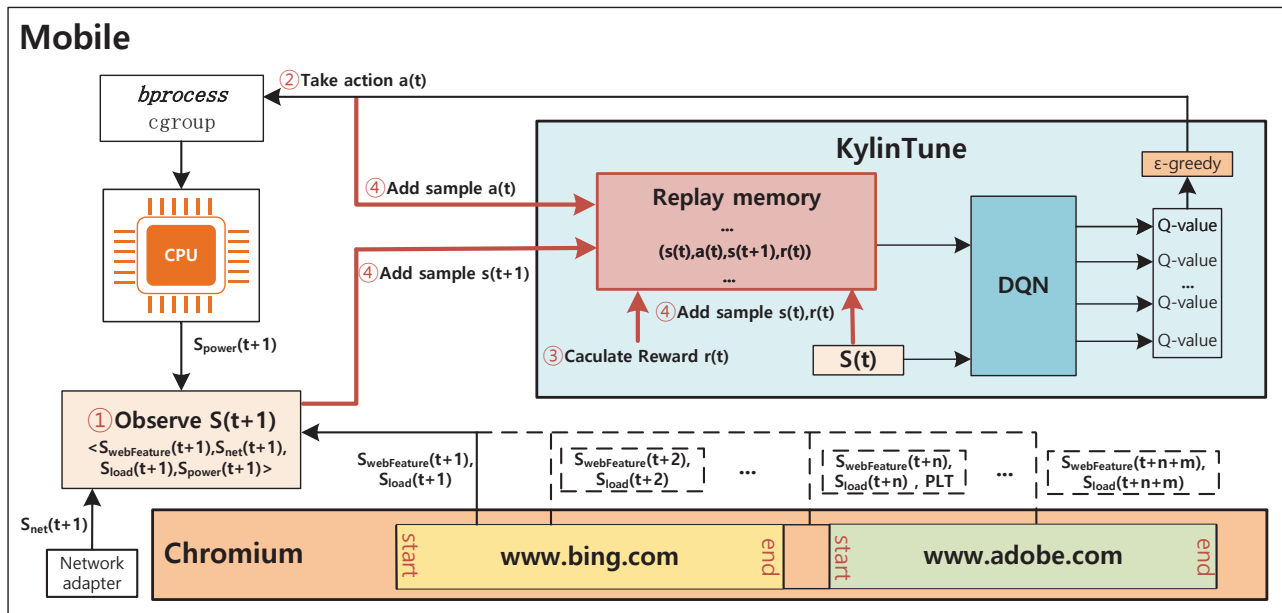 Mobile
②Take action a(t)
bprocess
cgroup
KylinTune
ε-greedy
④Add sample a(t)
Replay memory
...
(s(t),a(t),s(t+1),r(t))
...
CPU
④Add sample s(t+1)
DQN
Q-value
Q-value
...
Q-value
Q-value
④Add sample s(t),r(t)
③Caculate Reward r(t)
S(t)
Spower(t+1)
①Observe S(t+1)
<SwebFeature(t+1),Snet(t+1),
Sload(t+1),Spower(t+1)>
SwebFeature(t+1),
Sload(t+1)
SwebFeature(t+2),
Sload(t+2)
...
SwebFeature(t+n),
Sload(t+n) , PLT
...
SwebFeature(t+n+m),
Sload(t+n+m)
Snet(t+1)
Network
adapter
Chromium
start
www.bing.com
end
start
www.adobe.com
end